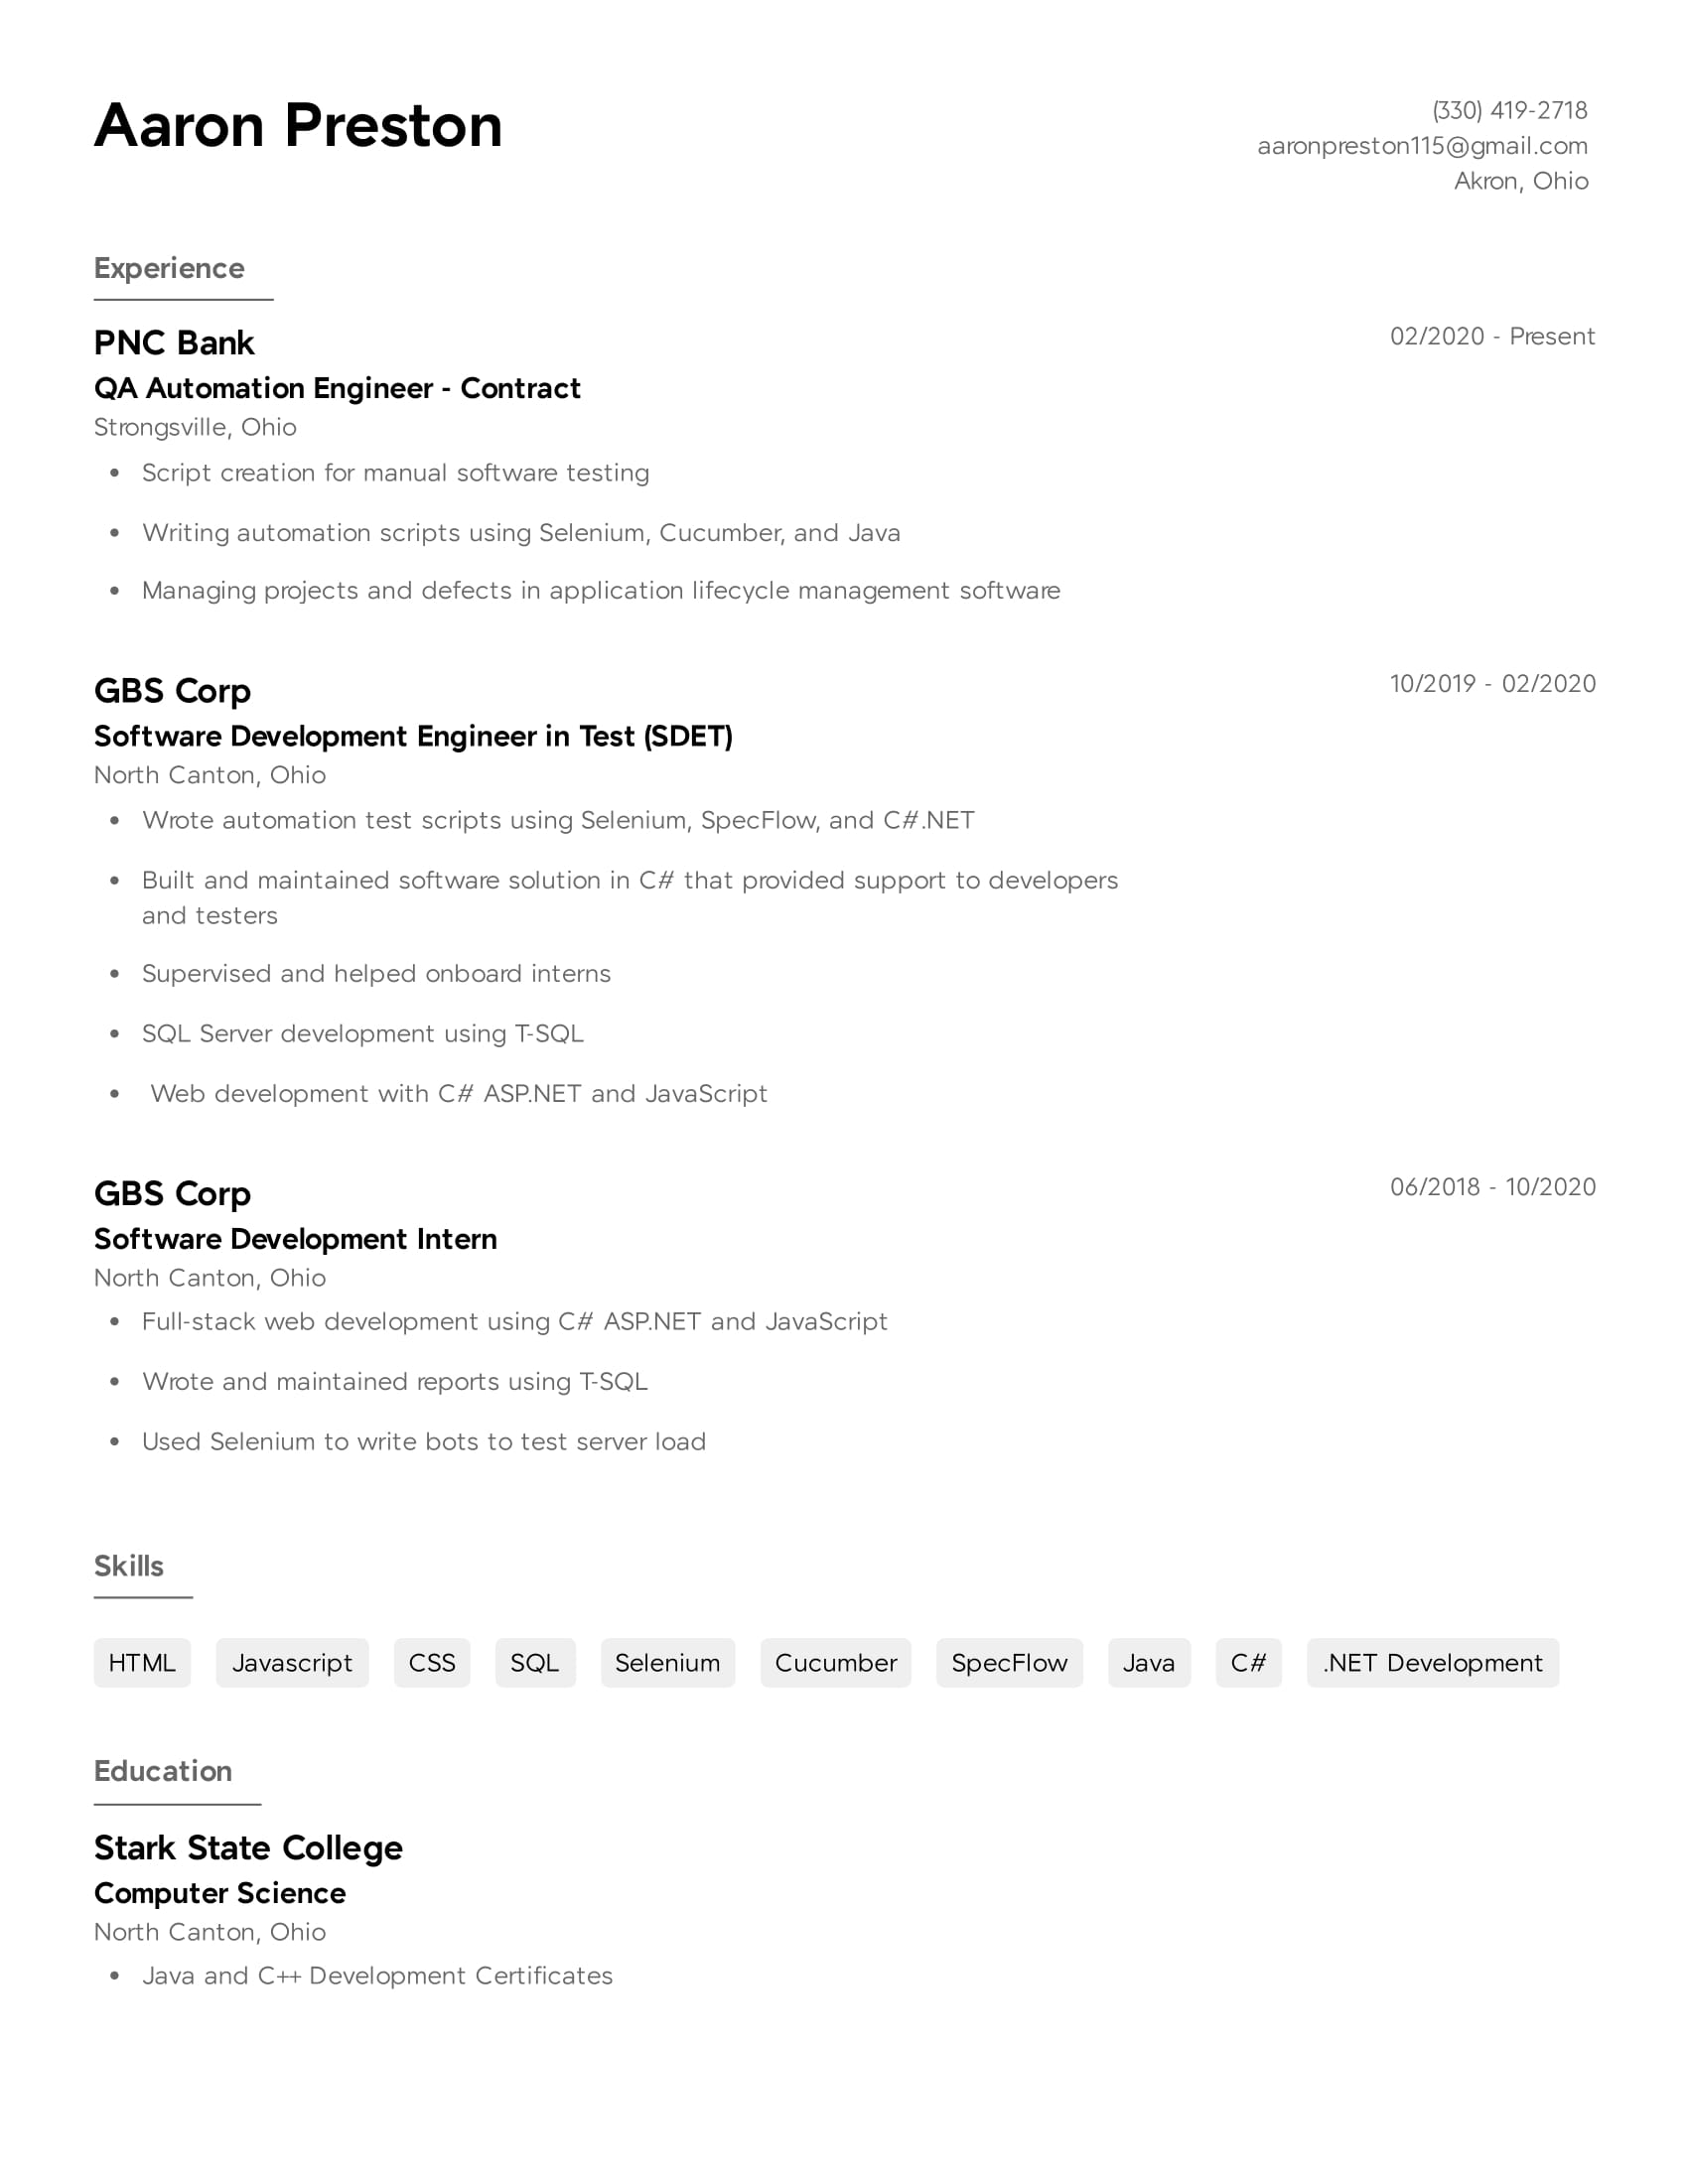 Aaron Preston
(330) 419-2718
aaronpreston115@gmail.com
Akron, Ohio
Experience
PNC Bank
02/2020 - Present
QA Automation Engineer - Contract
Strongsville, Ohio
• Script creation for manual software testing
• Writing automation scripts using Selenium, Cucumber, and Java
• Managing projects and defects in application lifecycle management software
GBS Corp
10/2019 - 02/2020
Software Development Engineer in Test (SDET)
North Canton, Ohio
• Wrote automation test scripts using Selenium, SpecFlow, and C#.NET
• Built and maintained software solution in C# that provided support to developers
and testers
• Supervised and helped onboard interns
• SQL Server development using T-SQL
• Web development with C# ASP.NET and JavaScript
GBS Corp
06/2018 - 10/2020
Software Development Intern
North Canton, Ohio
• Full-stack web development using C# ASP.NET and JavaScript
• Wrote and maintained reports using T-SQL
• Used Selenium to write bots to test server load
Skills
HTML Javascript CSS SQL Selenium Cucumber SpecFlow Java C# .NET Development
Education
Stark State College
Computer Science
North Canton, Ohio
• Java and C++ Development Certificates